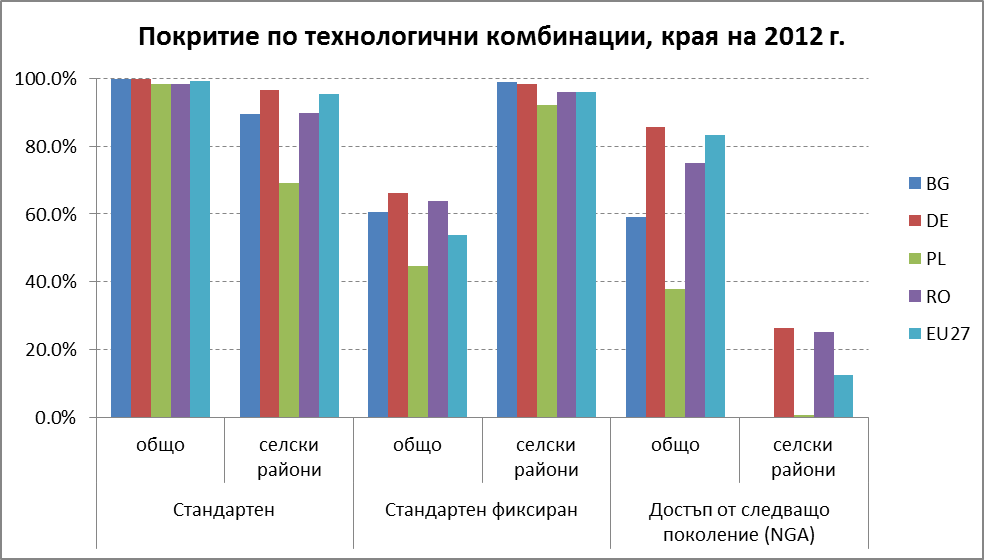 Покритие по технологични комбинации, края на 2012 г.
100.0%
80.0%
60.0%
40.0%
20.0%
0.0%
общо
селски
райони
общо
селски
райони
общо
селски
райони
Стандартен
Стандартен фиксиран
Достъп от следващо
поколение (NGA)
BG
DE
PL
RO
EU27